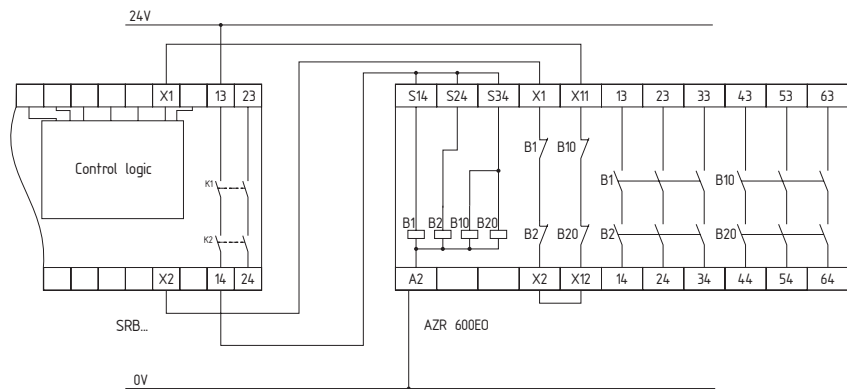 24V
X1 13 23
S14 S24 S34 X1 X11 13 23 33 43 53 63
Control logic
K1
K2
B1 B10
B1 B10
B1 B2 B10 B20
B2 B20
B2 B20
X2 14 24
A2 X2 X12 14 24 34 44 54 64
SRB...
AZR 600EO
0V